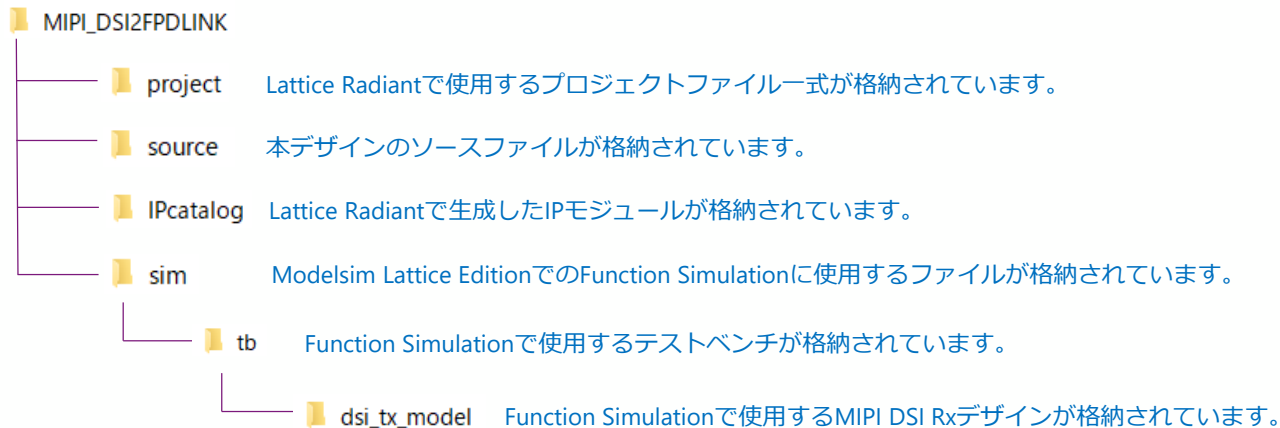 MIPI_DSI2FPDLINK
project Lattice Radiantで使用するプロジェクトファイル一式が格納されています。
source 本デザインのソースファイルが格納されています。
IPcatalog Lattice Radiantで生成したIPモジュールが格納されています。
sim Modelsim Lattice EditionでのFunction Simulationに使用するファイルが格納されています。
tb Function Simulationで使用するテストベンチが格納されています。
dsi_tx_model Function Simulationで使用するMIPI DSI Rxデザインが格納されています。